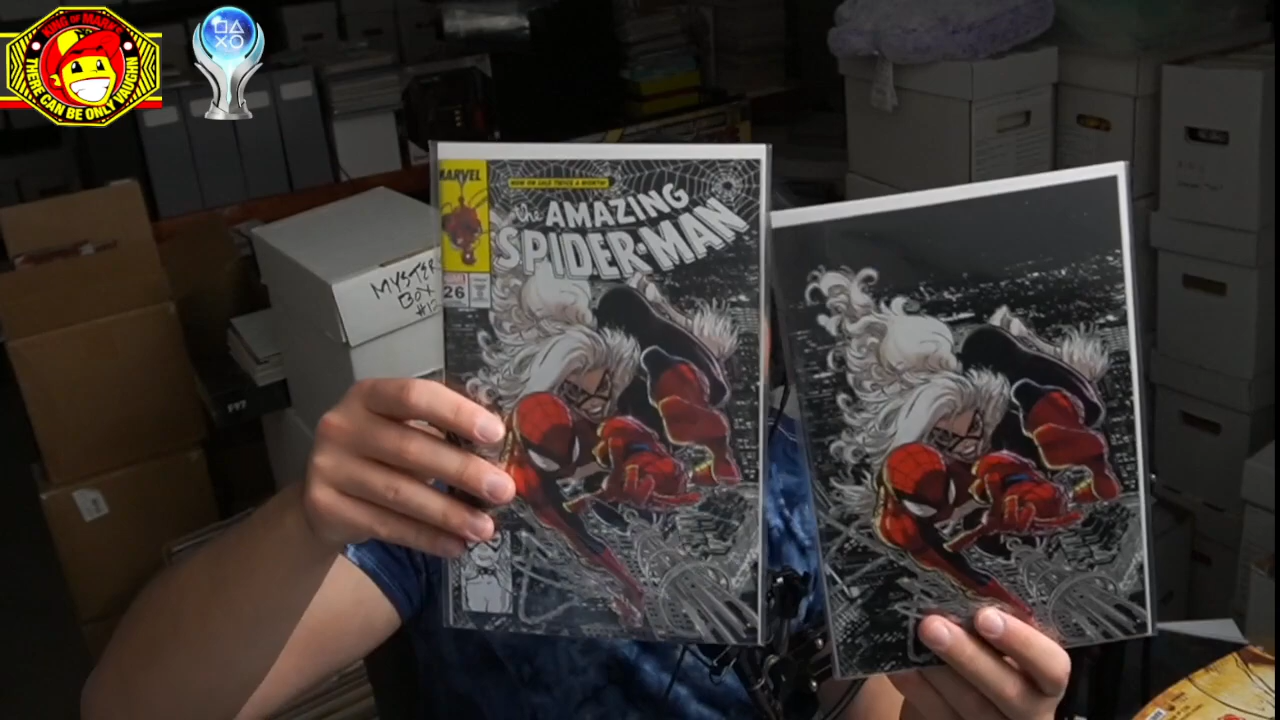 KING OF MARKS
THERE CAN BE ONLY VAUGHN
MARVEL
NOW ON SALE TWICE A MONTH!
the AMAZING
SPIDER-MAN
26
MYSTERY
BOX